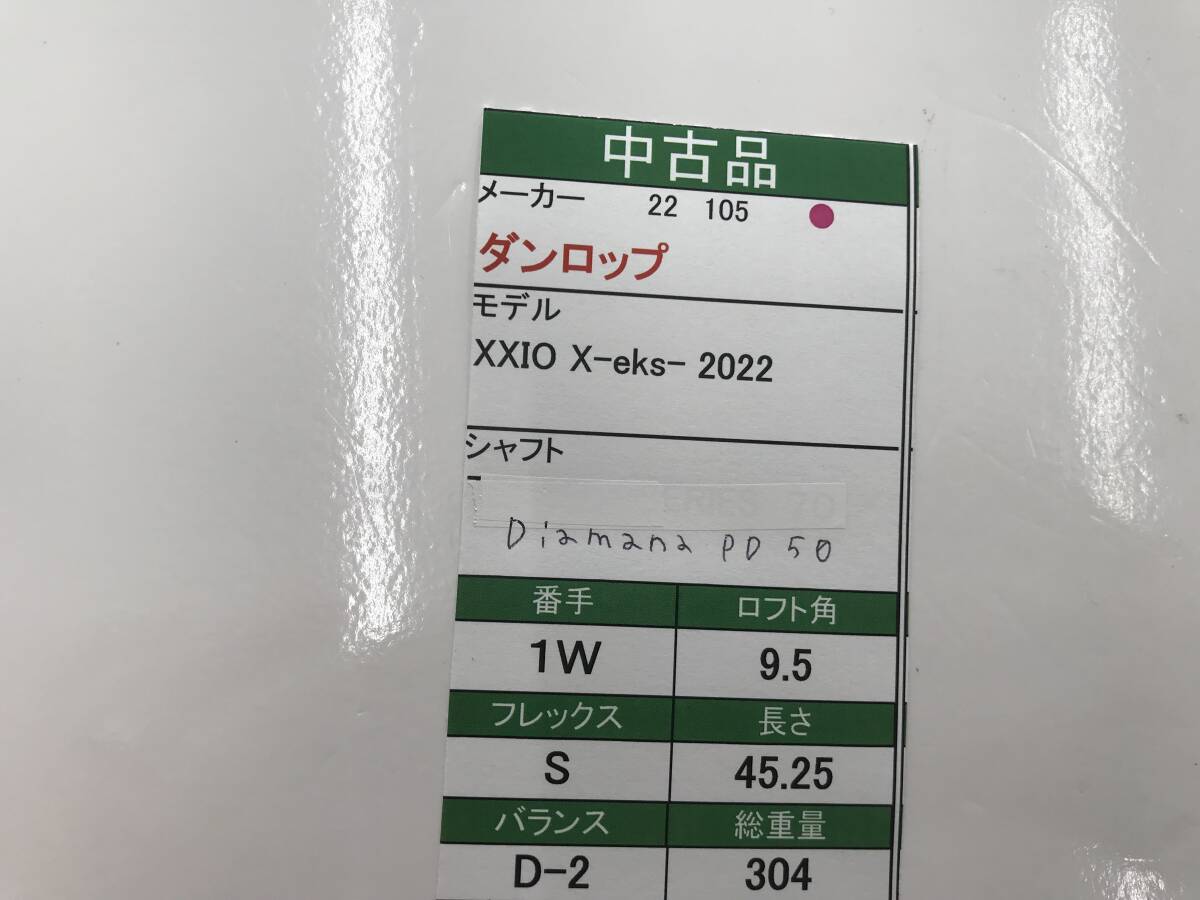 中古品
メーカー 22 105
ダンロップ
モデル
XXIO X-eks- 2022
シャフト
ERIES 70
Diamana PD 50
番手 ロフト角
1W 9.5
フレックス 長さ
S 45.25
バランス 総重量
D-2 304